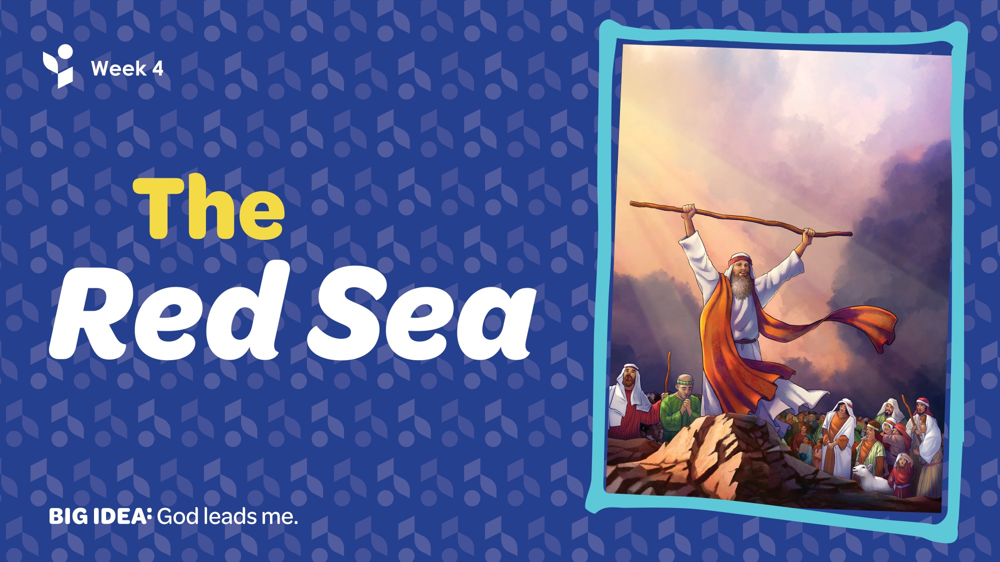 Week 4
The
Red Sea
BIG IDEA: God leads me.